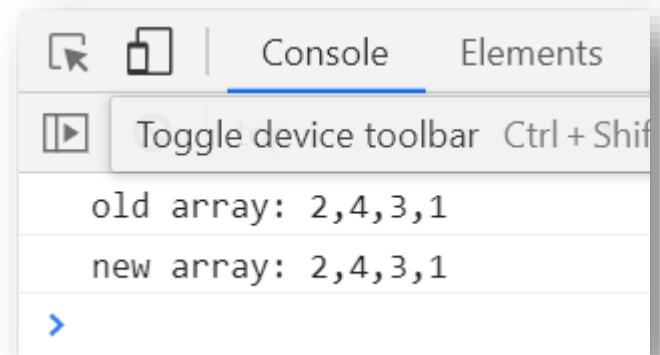 Console Elements
Toggle device toolbar Ctrl + Shif
old array: 2,4,3,1
new array: 2,4,3,1